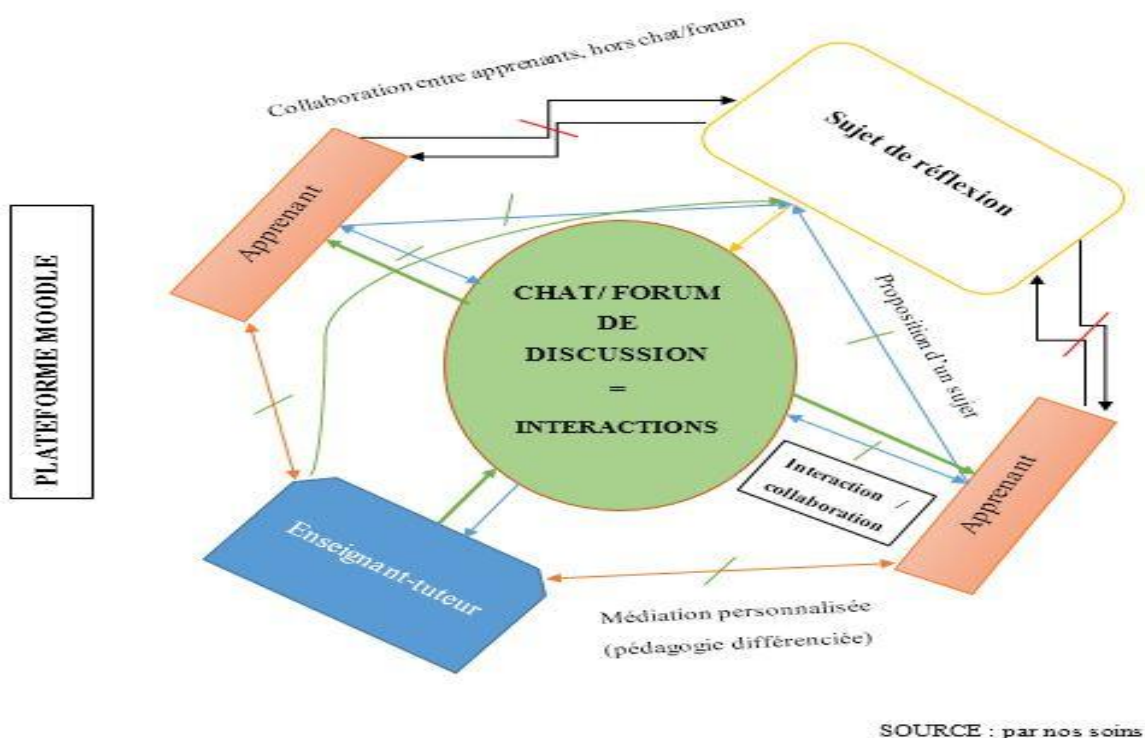 Collaboration entre apprenants, hors chat/forum
Sujet de réflexion
Apprenant
PLATEFORME MOODLE
CHAT/ FORUM
DE
DISCUSSION
=
INTERACTIONS
Proposition d'un sujet
Interaction /
collaboration
Apprenant
Enseignant-tuteur
Médiation personnalisée
(pédagogie différenciée)
SOURCE : par nos soins